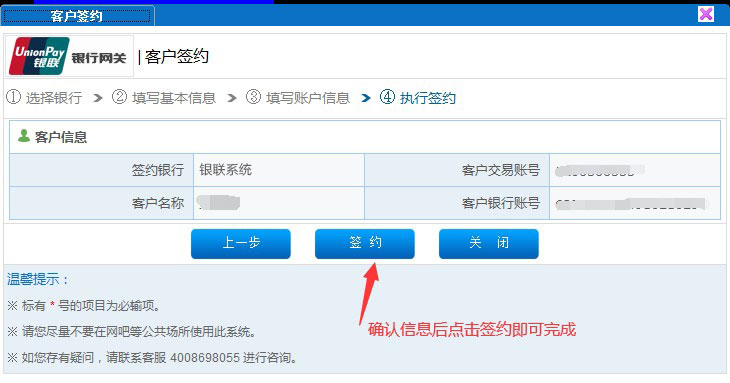 客户签约
UnionPay 银联 银行网关 | 客户签约
① 选择银行 > ② 填写基本信息 > ③ 填写账户信息 > ④ 执行签约
客户信息
签约银行 银联系统 客户交易账号
客户名称 客户银行账号
上一步 签 约 关 闭
温馨提示：
※ 标有 * 号的项目为必输项。
※ 请您尽量不要在网吧等公共场所使用此系统。
确认信息后点击签约即可完成
※ 如您存有疑问，请联系客服 4008698055 进行咨询。